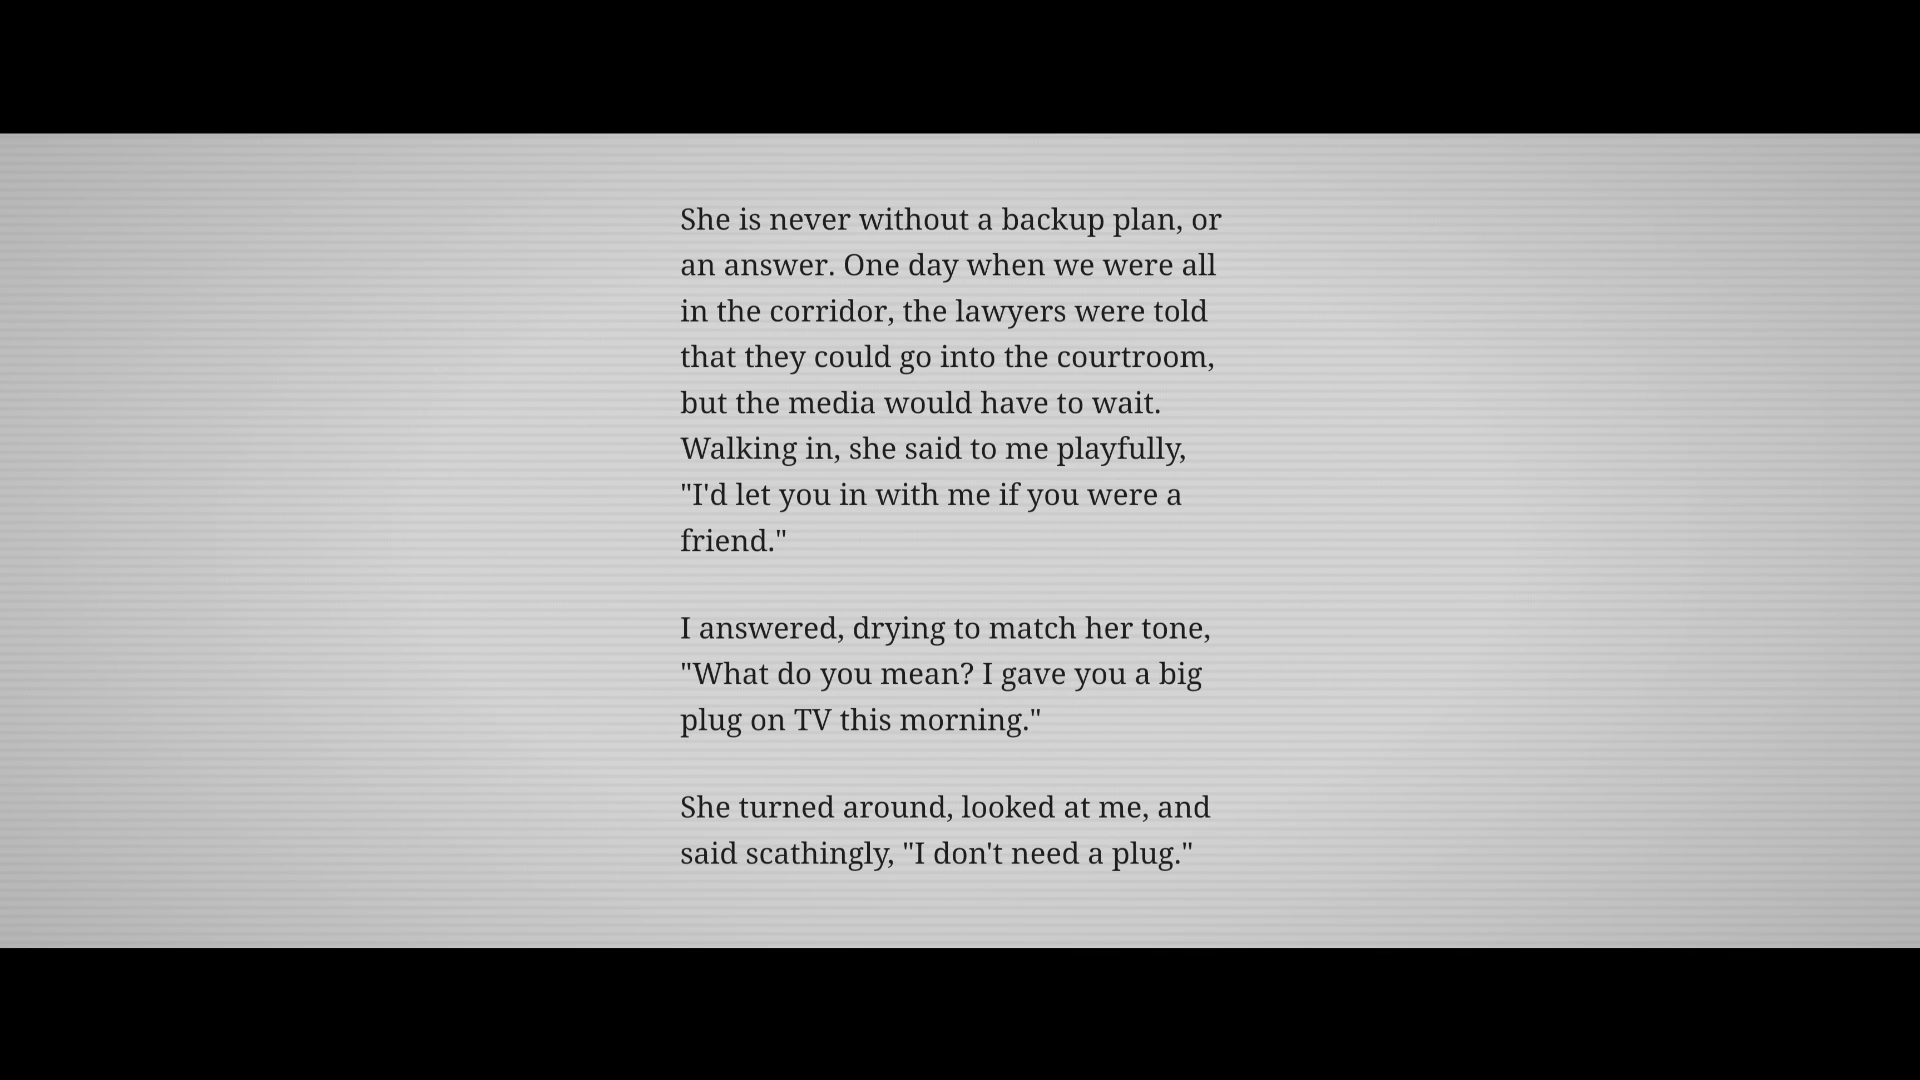 She is never without a backup plan, or
an answer. One day when we were all
in the corridor, the lawyers were told
that they could go into the courtroom,
but the media would have to wait.
Walking in, she said to me playfully,
"I'd let you in with me if you were a
friend."
I answered, drying to match her tone,
"What do you mean? I gave you a big
plug on TV this morning."
She turned around, looked at me, and
said scathingly, "I don't need a plug."